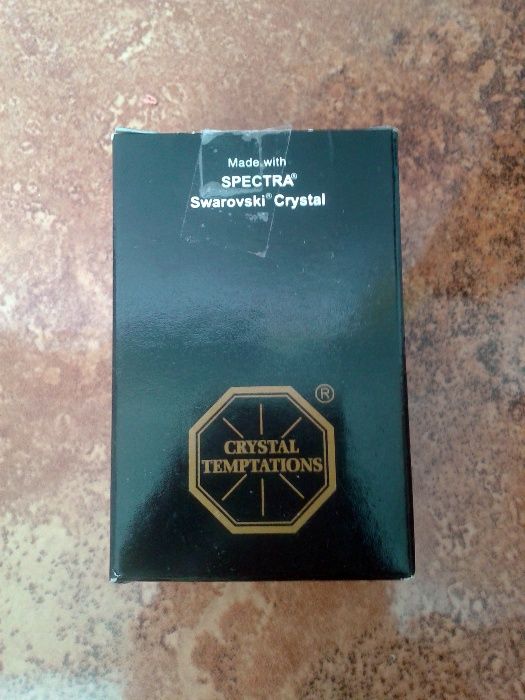 Made with
SPECTRA®
Swarovski® Crystal
®
CRYSTAL
TEMPTATIONS